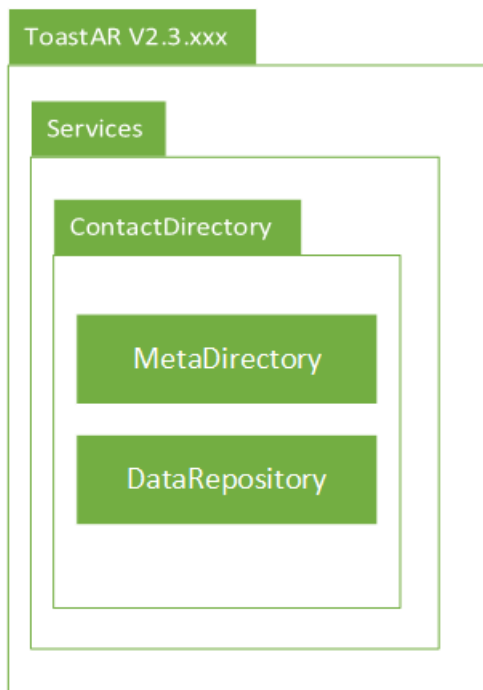 ToastAR V2.3.xxx
Services
ContactDirectory
MetaDirectory
DataRepository